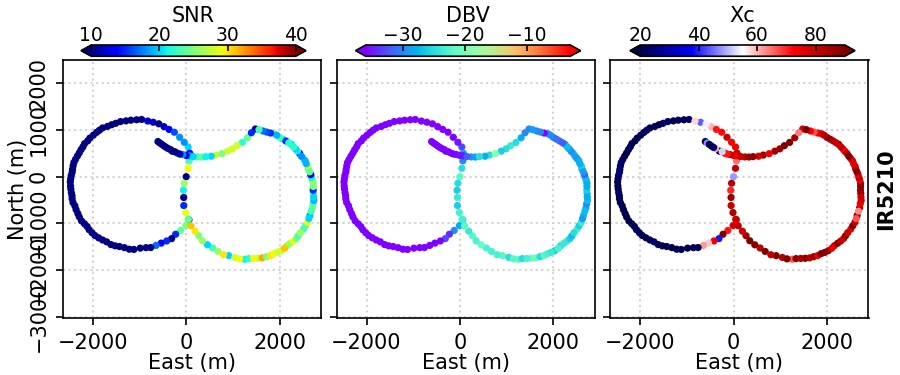 SNR DBV Xc
10 20 30 40 −30 −20 −10 20 40 60 80
2000
1000
0
−1000
−2000
−3000
North (m)
IR5210
−2000 0 2000 −2000 0 2000 −2000 0 2000
East (m) East (m) East (m)